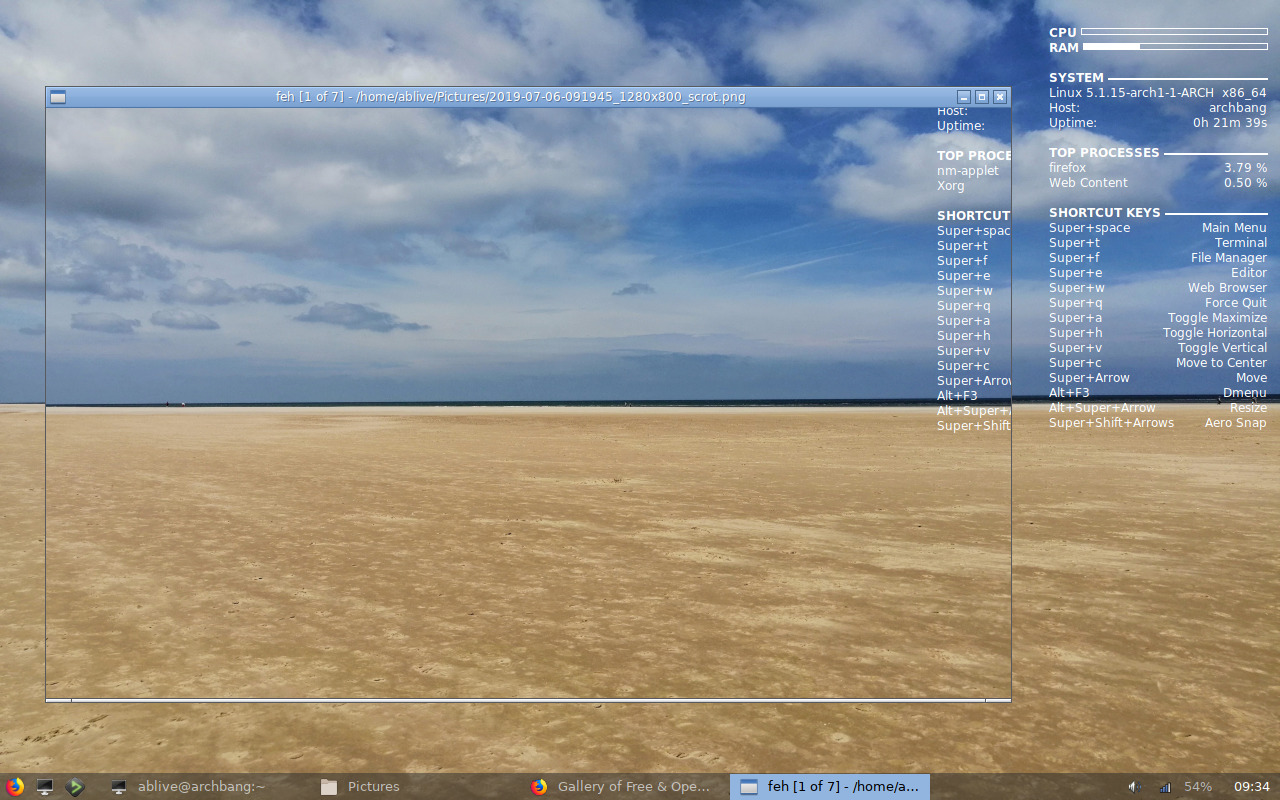 CPU
RAM
SYSTEM
Linux 5.1.15-arch1-1-ARCH x86_64
Host: archbang
Uptime: 0h 21m 39s
TOP PROCESSES
firefox 3.79 %
Web Content 0.50 %
SHORTCUT KEYS
Super+space Main Menu
Super+t Terminal
Super+f File Manager
Super+e Editor
Super+w Web Browser
Super+q Force Quit
Super+a Toggle Maximize
Super+h Toggle Horizontal
Super+v Toggle Vertical
Super+c Move to Center
Super+Arrow Move
Alt+F3 Dmenu
Alt+Super+Arrow Resize
Super+Shift+Arrows Aero Snap
feh [1 of 7] - /home/ablive/Pictures/2019-07-06-091945_1280x800_scrot.png
Host:
Uptime:
TOP PROCE
nm-applet
Xorg
SHORTCUT
Super+spac
Super+t
Super+f
Super+e
Super+w
Super+q
Super+a
Super+h
Super+v
Super+c
Super+Arrow
Alt+F3
Alt+Super+
Super+Shift
ablive@archbang:~
Pictures
Gallery of Free & Ope...
feh [1 of 7] - /home/a...
54%
09:34